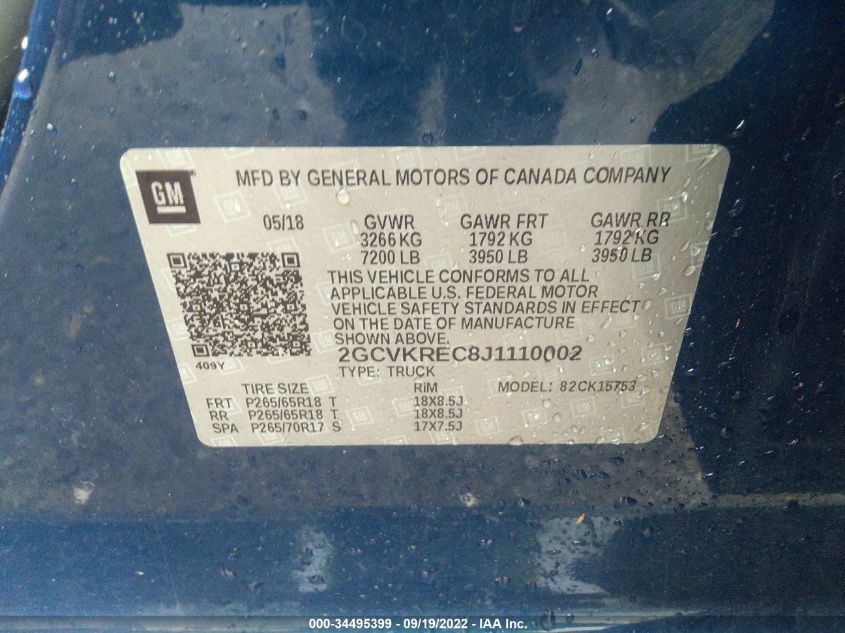 GM
MFD BY GENERAL MOTORS OF CANADA COMPANY
05/18 GVWR GAWR FRT GAWR RR
3266 KG 1792 KG 1792 KG
7200 LB 3950 LB 3950 LB
THIS VEHICLE CONFORMS TO ALL
APPLICABLE U.S. FEDERAL MOTOR
VEHICLE SAFETY STANDARDS IN EFFECT
ON THE DATE OF MANUFACTURE
SHOWN ABOVE.
409Y
2GCVKREC8J1110002
TYPE: TRUCK
TIRE SIZE RIM MODEL: 82CK15753
FRT P265/65R18 T 18X8.5J
RR P265/65R18 T 18X8.5J
SPA P265/70R17 S 17X7.5J
000-34495399 / 09/19/2022 - IAA Inc.